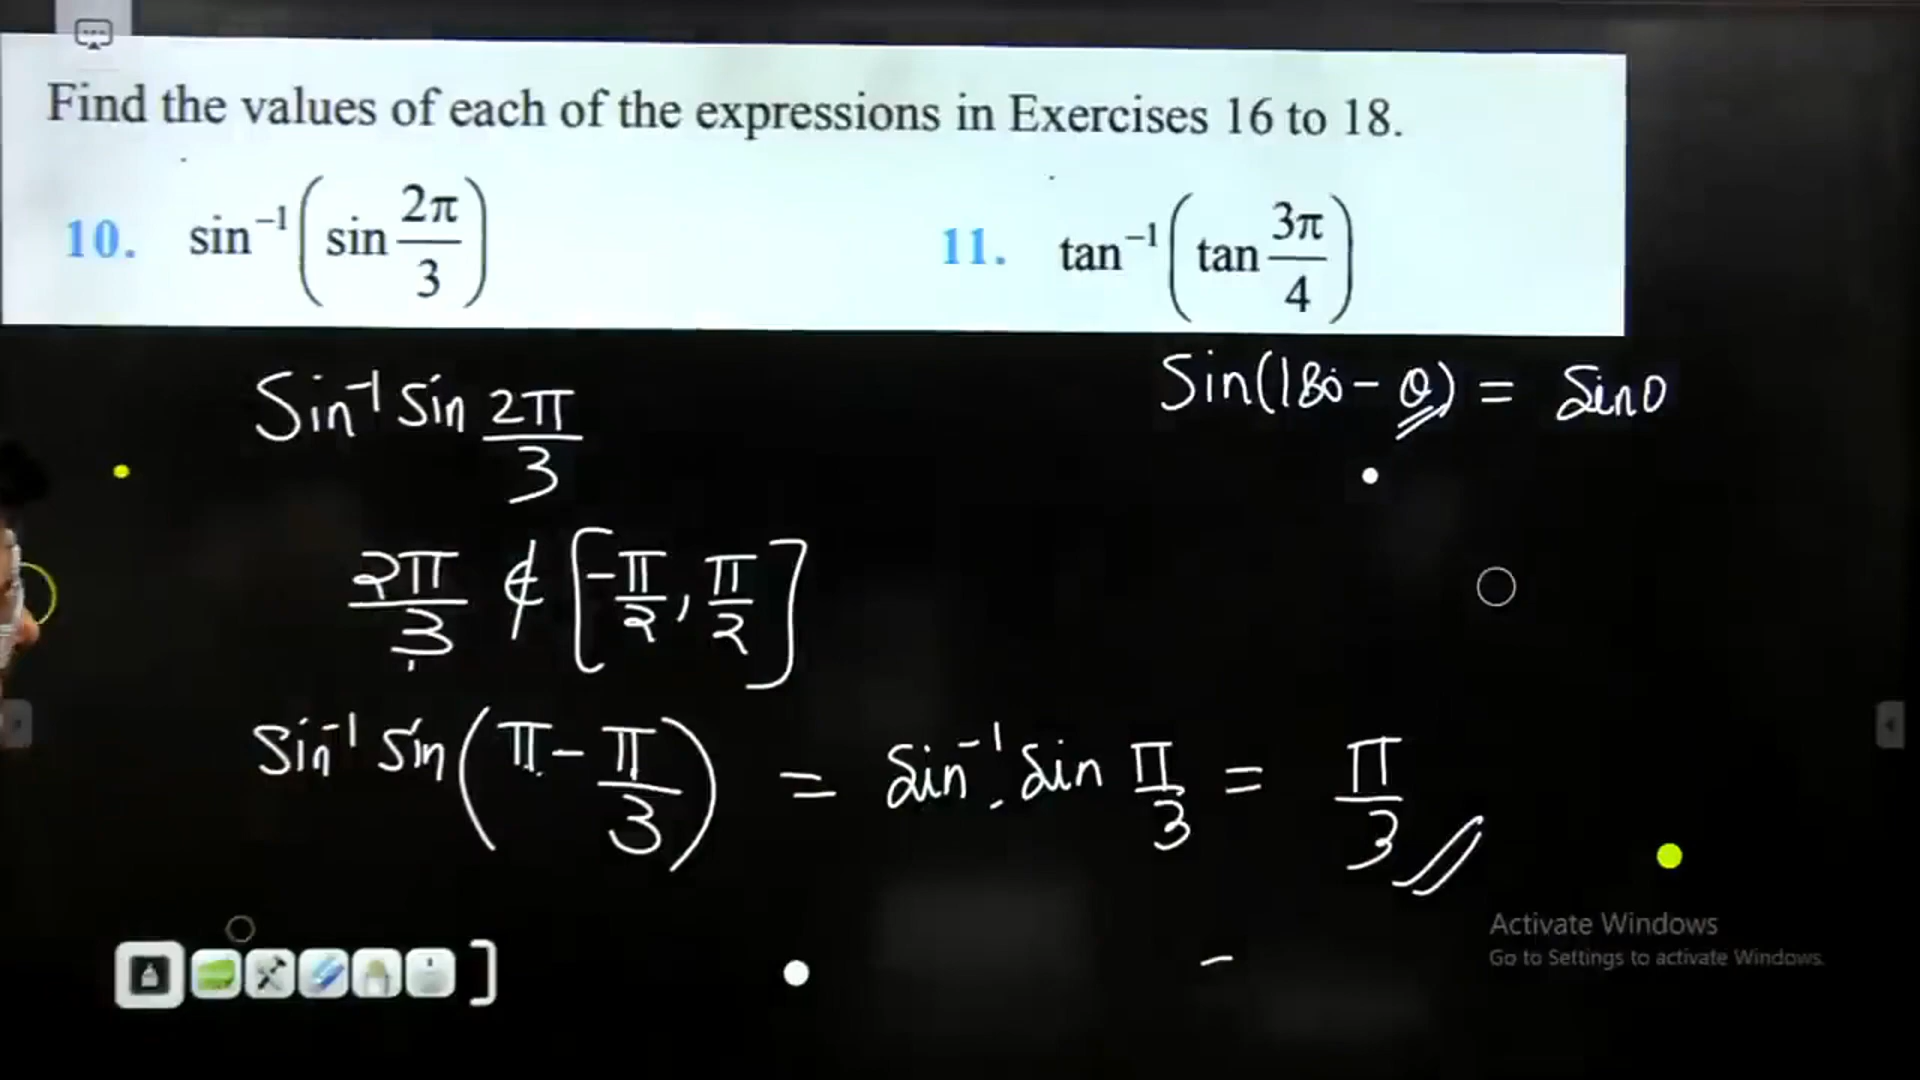 Find the values of each of the expressions in Exercises 16 to 18.
10. sin⁻¹(sin 2π/3)
11. tan⁻¹(tan 3π/4)
Sin⁻¹ Sin 2π/3
Sin(180 - θ) = Sinθ
2π/3 ∉ [-π/2, π/2]
Sin⁻¹ Sin(π - π/3) = Sin⁻¹ Sin π/3 = π/3
Activate Windows
Go to Settings to activate Windows.